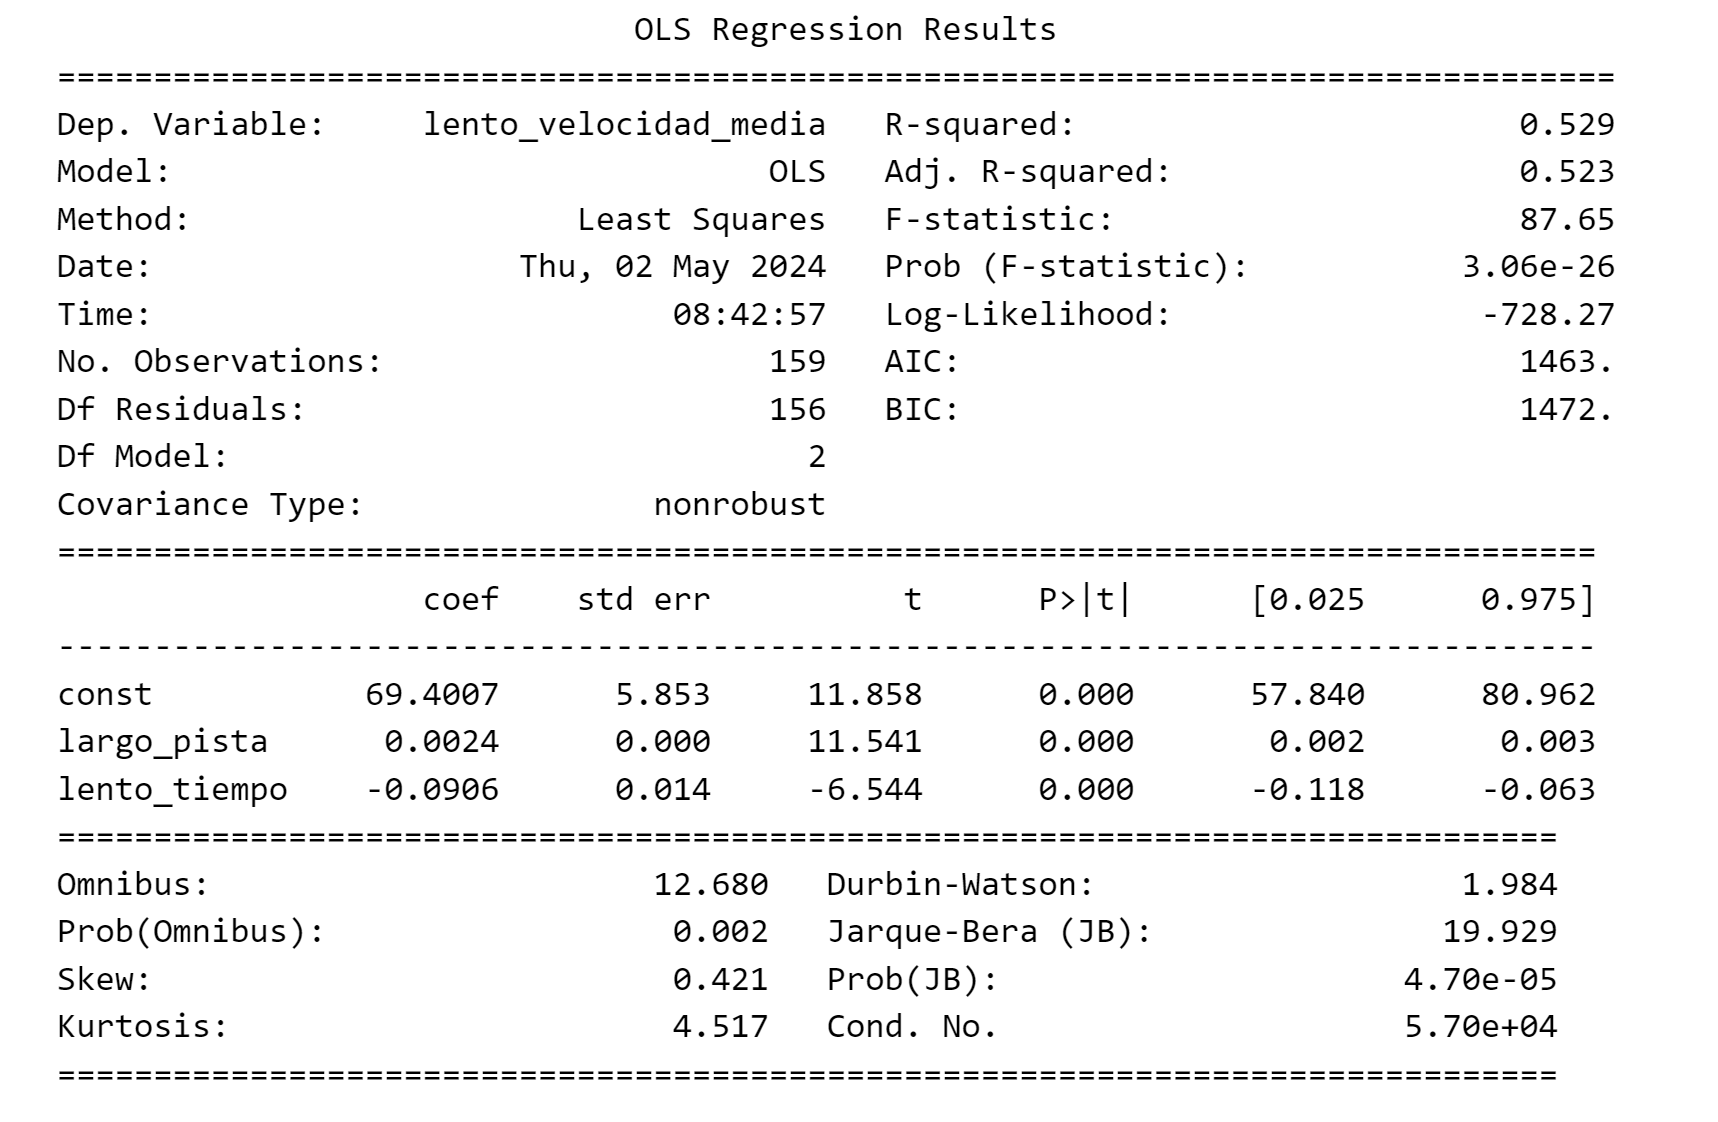 OLS Regression Results
==============================================================================
Dep. Variable: lento_velocidad_media R-squared: 0.529
Model: OLS Adj. R-squared: 0.523
Method: Least Squares F-statistic: 87.65
Date: Thu, 02 May 2024 Prob (F-statistic): 3.06e-26
Time: 08:42:57 Log-Likelihood: -728.27
No. Observations: 159 AIC: 1463.
Df Residuals: 156 BIC: 1472.
Df Model: 2
Covariance Type: nonrobust
==============================================================================
coef std err t P>|t| [0.025 0.975]
------------------------------------------------------------------------------
const 69.4007 5.853 11.858 0.000 57.840 80.962
largo_pista 0.0024 0.000 11.541 0.000 0.002 0.003
lento_tiempo -0.0906 0.014 -6.544 0.000 -0.118 -0.063
==============================================================================
Omnibus: 12.680 Durbin-Watson: 1.984
Prob(Omnibus): 0.002 Jarque-Bera (JB): 19.929
Skew: 0.421 Prob(JB): 4.70e-05
Kurtosis: 4.517 Cond. No. 5.70e+04
==============================================================================